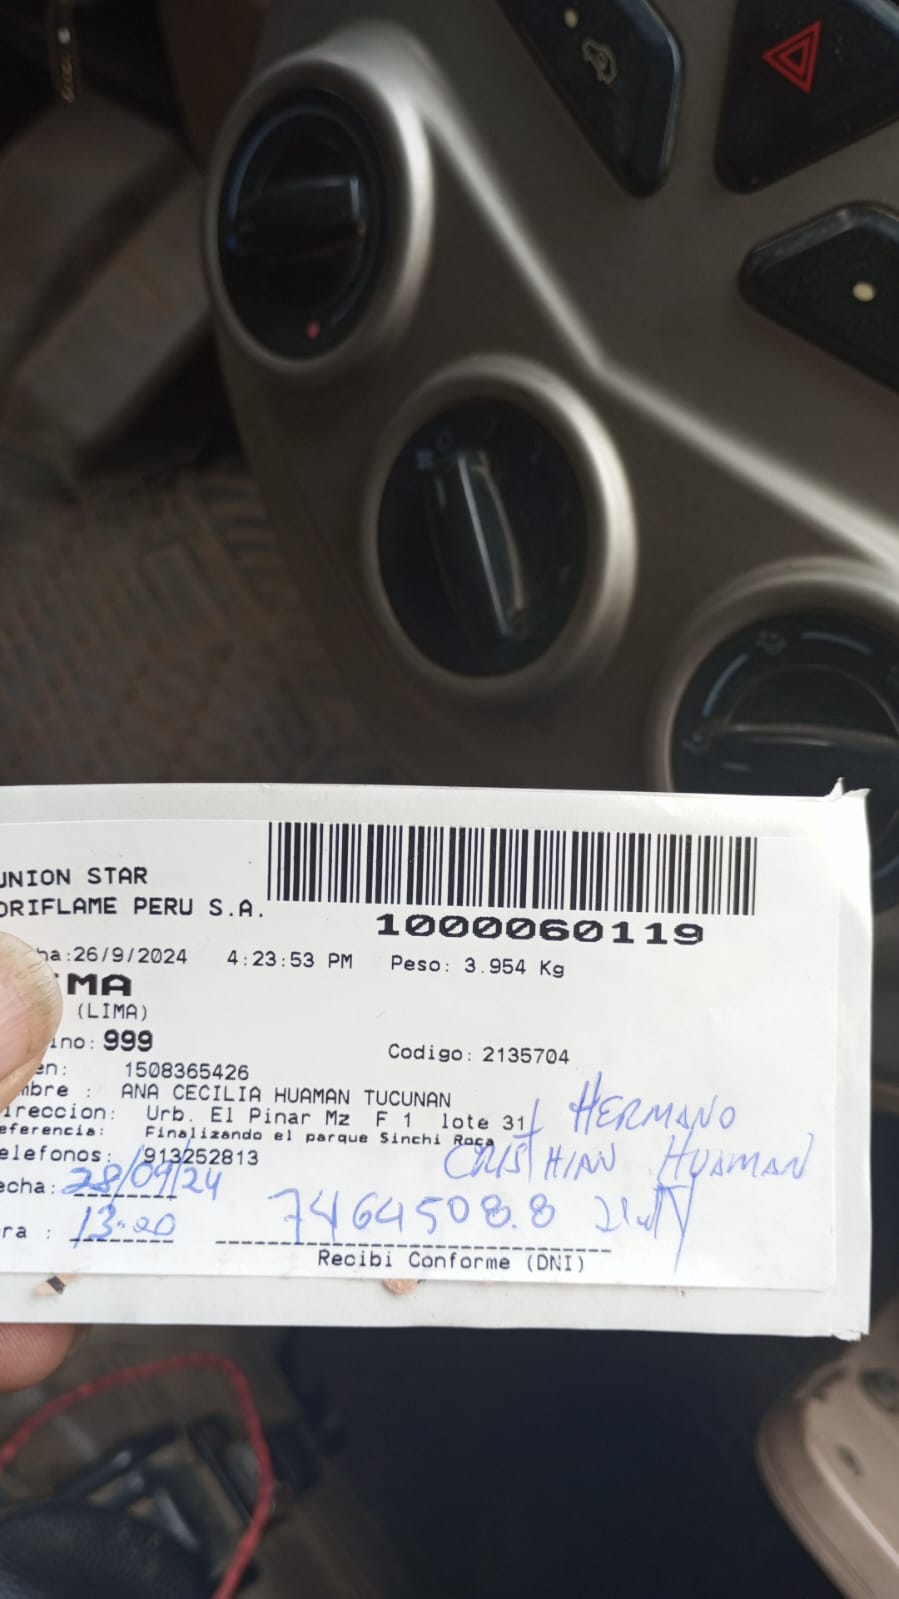 UNION STAR
ORIFLAME PERU S.A.
1000060119
ha:26/9/2024 4:23:53 PM Peso: 3.954 Kg
IMA
(LIMA)
ino: 999
Codigo: 2135704
en: 1508365426
mbre : ANA CECILIA HUAMAN TUCUNAN
ireccion: Urb. El Pinar Mz F 1 lote 31
HERMANO
eferencia: Finalizando el parque Sinchi Roca
elefonos: 913252813
CRISTHIAN HUAMAN
echa: 28/09/24
ra : 13:20
7464508.8
Recibi Conforme (DNI)